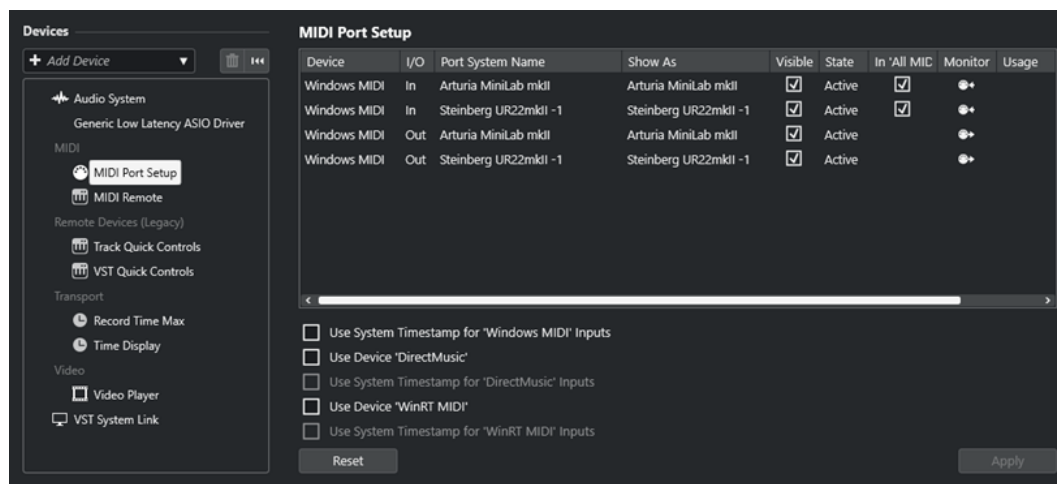 Devices
+ Add Device
Audio System
Generic Low Latency ASIO Driver
MIDI
MIDI Port Setup
MIDI Remote
Remote Devices (Legacy)
Track Quick Controls
VST Quick Controls
Transport
Record Time Max
Time Display
Video
Video Player
VST System Link
MIDI Port Setup
Device I/O Port System Name Show As Visible State In 'All MIC Monitor Usage
Windows MIDI In Arturia MiniLab mkII Arturia MiniLab mkII Active
Windows MIDI In Steinberg UR22mkII -1 Steinberg UR22mkII -1 Active
Windows MIDI Out Arturia MiniLab mkII Arturia MiniLab mkII Active
Windows MIDI Out Steinberg UR22mkII -1 Steinberg UR22mkII -1 Active
Use System Timestamp for 'Windows MIDI' Inputs
Use Device 'DirectMusic'
Use System Timestamp for 'DirectMusic' Inputs
Use Device 'WinRT MIDI'
Use System Timestamp for 'WinRT MIDI' Inputs
Reset Apply